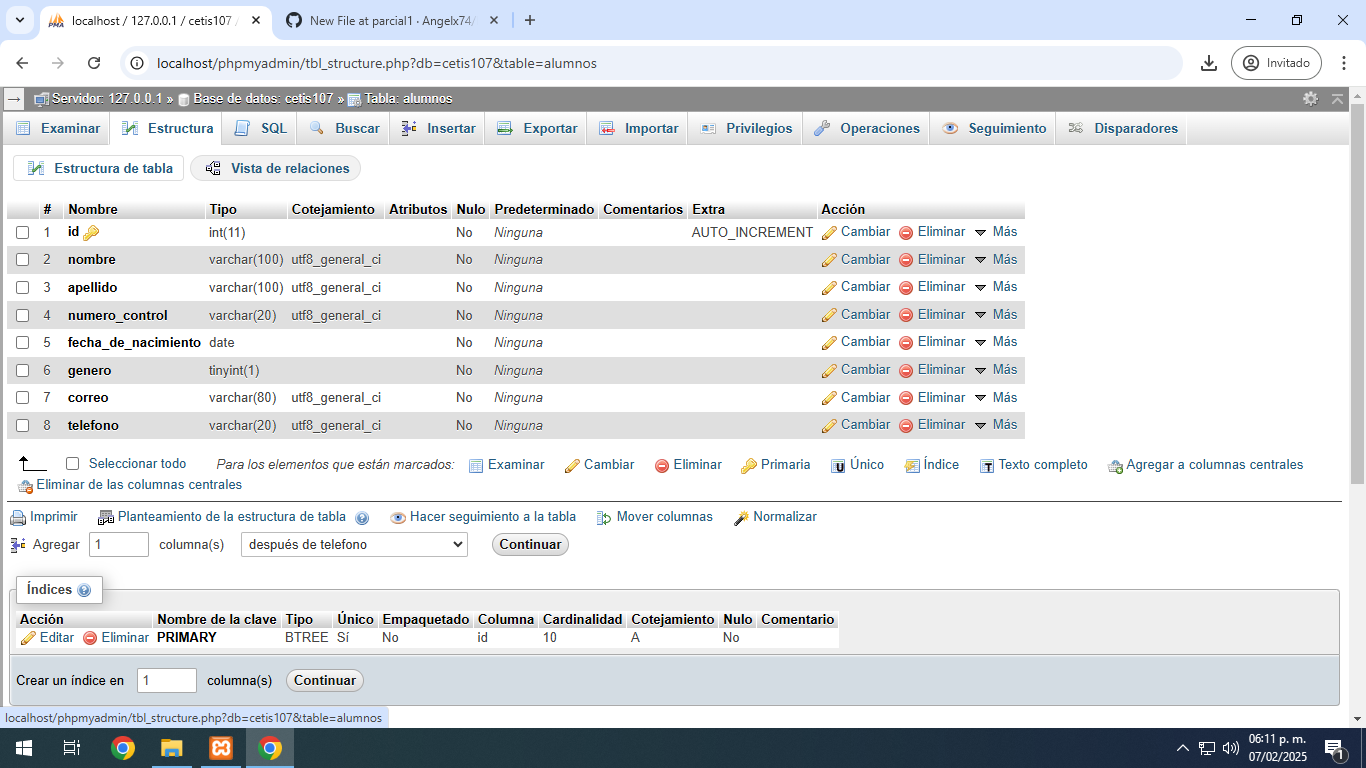 localhost / 127.0.0.1 / cetis107 /
New File at parcial1 · Angelx74/
localhost/phpmyadmin/tbl_structure.php?db=cetis107&table=alumnos
Invitado
Servidor: 127.0.0.1 » Base de datos: cetis107 » Tabla: alumnos
Examinar Estructura SQL Buscar Insertar Exportar Importar Privilegios Operaciones Seguimiento Disparadores
Estructura de tabla Vista de relaciones
# Nombre Tipo Cotejamiento Atributos Nulo Predeterminado Comentarios Extra Acción
1 id int(11) No Ninguna AUTO_INCREMENT Cambiar Eliminar Más
2 nombre varchar(100) utf8_general_ci No Ninguna Cambiar Eliminar Más
3 apellido varchar(100) utf8_general_ci No Ninguna Cambiar Eliminar Más
4 numero_control varchar(20) utf8_general_ci No Ninguna Cambiar Eliminar Más
5 fecha_de_nacimiento date No Ninguna Cambiar Eliminar Más
6 genero tinyint(1) No Ninguna Cambiar Eliminar Más
7 correo varchar(80) utf8_general_ci No Ninguna Cambiar Eliminar Más
8 telefono varchar(20) utf8_general_ci No Ninguna Cambiar Eliminar Más
Seleccionar todo Para los elementos que están marcados: Examinar Cambiar Eliminar Primaria Único Índice Texto completo Agregar a columnas centrales
Eliminar de las columnas centrales
Imprimir Planteamiento de la estructura de tabla Hacer seguimiento a la tabla Mover columnas Normalizar
Agregar 1 columna(s) después de telefono Continuar
Índices
Acción Nombre de la clave Tipo Único Empaquetado Columna Cardinalidad Cotejamiento Nulo Comentario
Editar Eliminar PRIMARY BTREE Sí No id 10 A No
Crear un índice en 1 columna(s) Continuar
localhost/phpmyadmin/tbl_structure.php?db=cetis107&table=alumnos
06:11 p. m.
07/02/2025
1